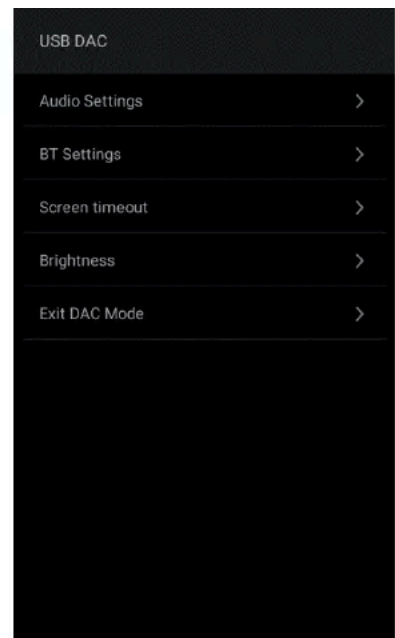 USB DAC
Audio Settings
BT Settings
Screen timeout
Brightness
Exit DAC Mode